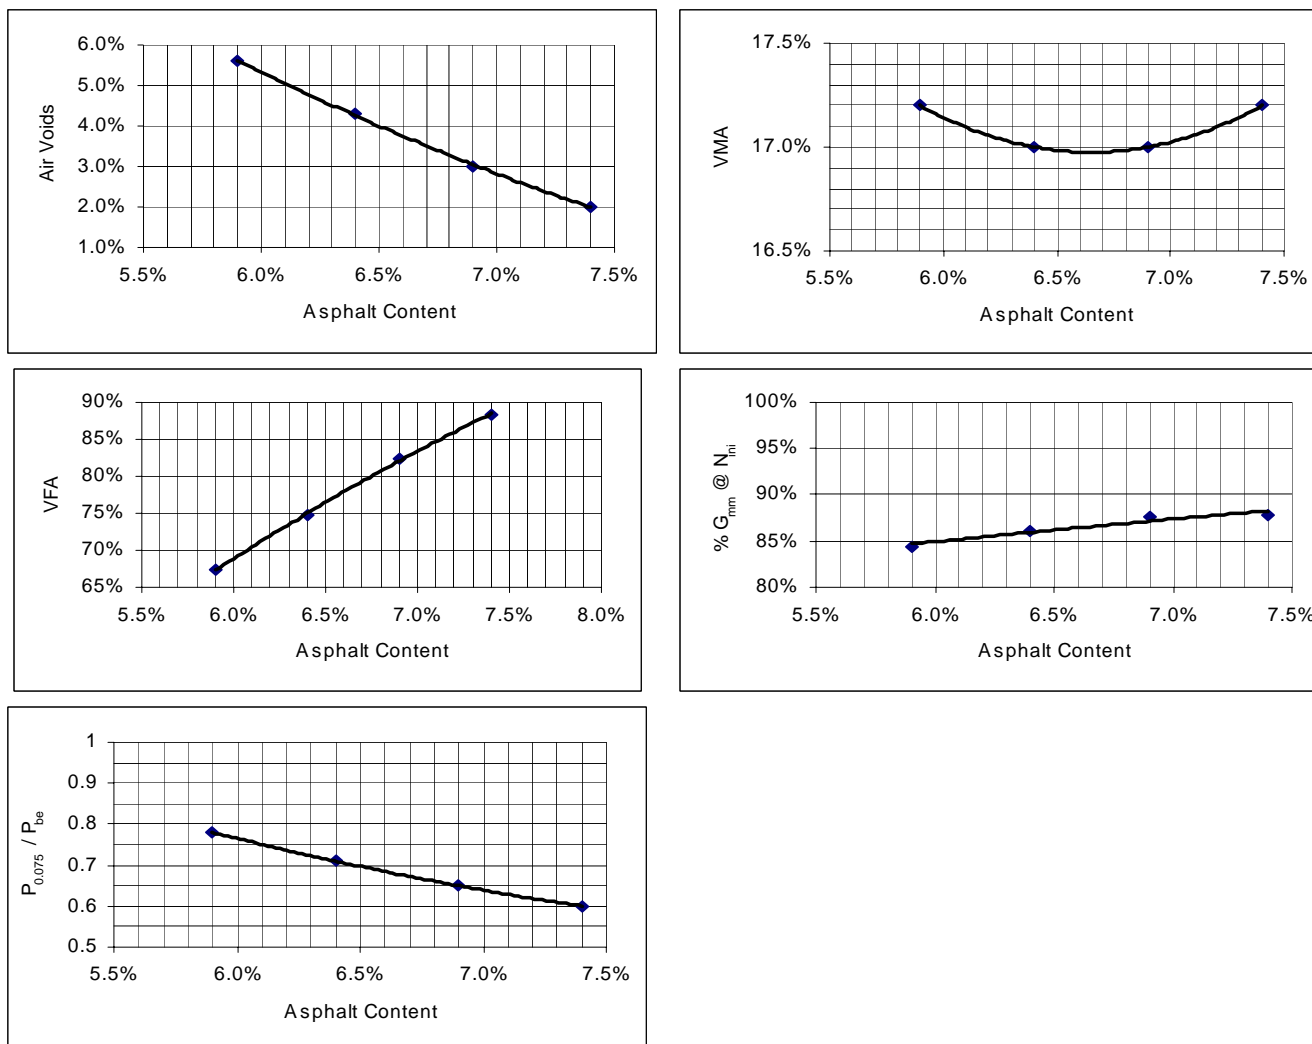 6.0%
5.0%
4.0%
3.0%
2.0%
1.0%
Air Voids
5.5% 6.0% 6.5% 7.0% 7.5%
Asphalt Content
17.5%
17.0%
16.5%
VMA
5.5% 6.0% 6.5% 7.0% 7.5%
Asphalt Content
90%
85%
80%
75%
70%
65%
VFA
5.5% 6.0% 6.5% 7.0% 7.5% 8.0%
Asphalt Content
100%
95%
90%
85%
80%
% Gmm @ Nini
5.5% 6.0% 6.5% 7.0% 7.5%
Asphalt Content
1
0.9
0.8
0.7
0.6
0.5
P0.075 / Pbe
5.5% 6.0% 6.5% 7.0% 7.5%
Asphalt Content